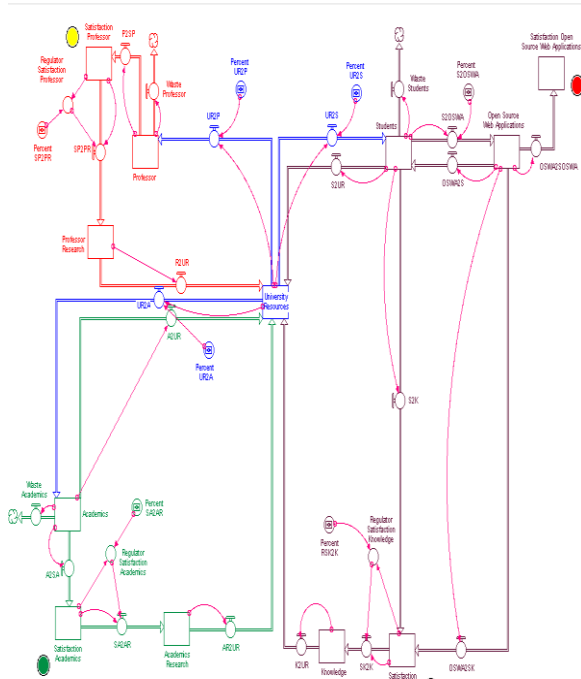 Satisfaction
Professor
P2SP
Regulator
Satisfaction
Professor
Waste
Professor
Percent
SP2PR
SP2PR
Professor
Percent
UR2P
UR2P
Percent
UR2S
UR2S
Waste
Students
Students
Percent
S2OSWA
S2OSWA
Open Source
Web Applications
Satisfaction Open
Source Web Applications
OSWA2SOSWA
S2UR
OSWA2S
Professor
Research
R2UR
University
Resources
UR2A
A2UR
Percent
UR2A
S2K
Waste
Academics
Academics
Percent
SA2AR
Regulator
Satisfaction
Academics
A2SA
Satisfaction
Academics
SA2AR
Academics
Research
AR2UR
Percent
RSK2K
Regulator
Satisfaction
Knowledge
K2UR
Knowledge
SK2K
Satisfaction
OSWA2SK